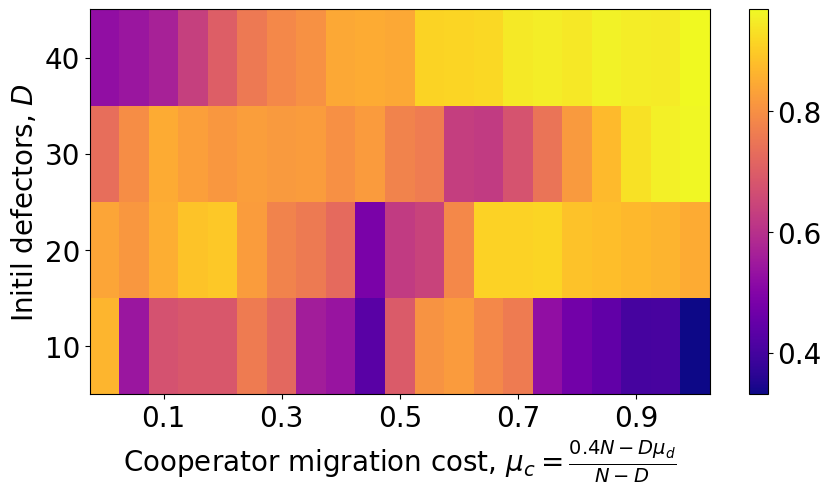 Initil defectors, D
40
30
20
10
0.1 0.3 0.5 0.7 0.9
Cooperator migration cost, μ_c = \frac{0.4N − Dμ_d}{N − D}
0.8
0.6
0.4